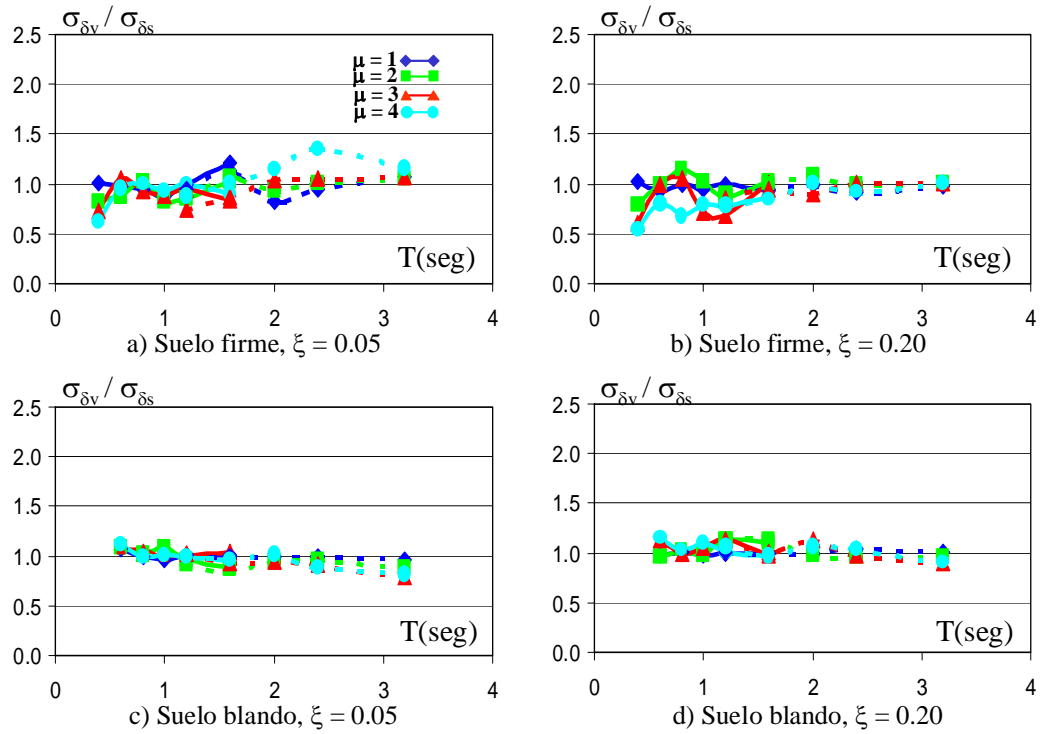 σδv / σδs
2.5
2.0
1.5
1.0
0.5
0.0
0 1 2 3 4
μ = 1
μ = 2
μ = 3
μ = 4
T(seg)
a) Suelo firme, ξ = 0.05
σδv / σδs
2.5
2.0
1.5
1.0
0.5
0.0
0 1 2 3 4
T(seg)
b) Suelo firme, ξ = 0.20
σδv / σδs
2.5
2.0
1.5
1.0
0.5
0.0
0 1 2 3 4
T(seg)
c) Suelo blando, ξ = 0.05
σδv / σδs
2.5
2.0
1.5
1.0
0.5
0.0
0 1 2 3 4
T(seg)
d) Suelo blando, ξ = 0.20